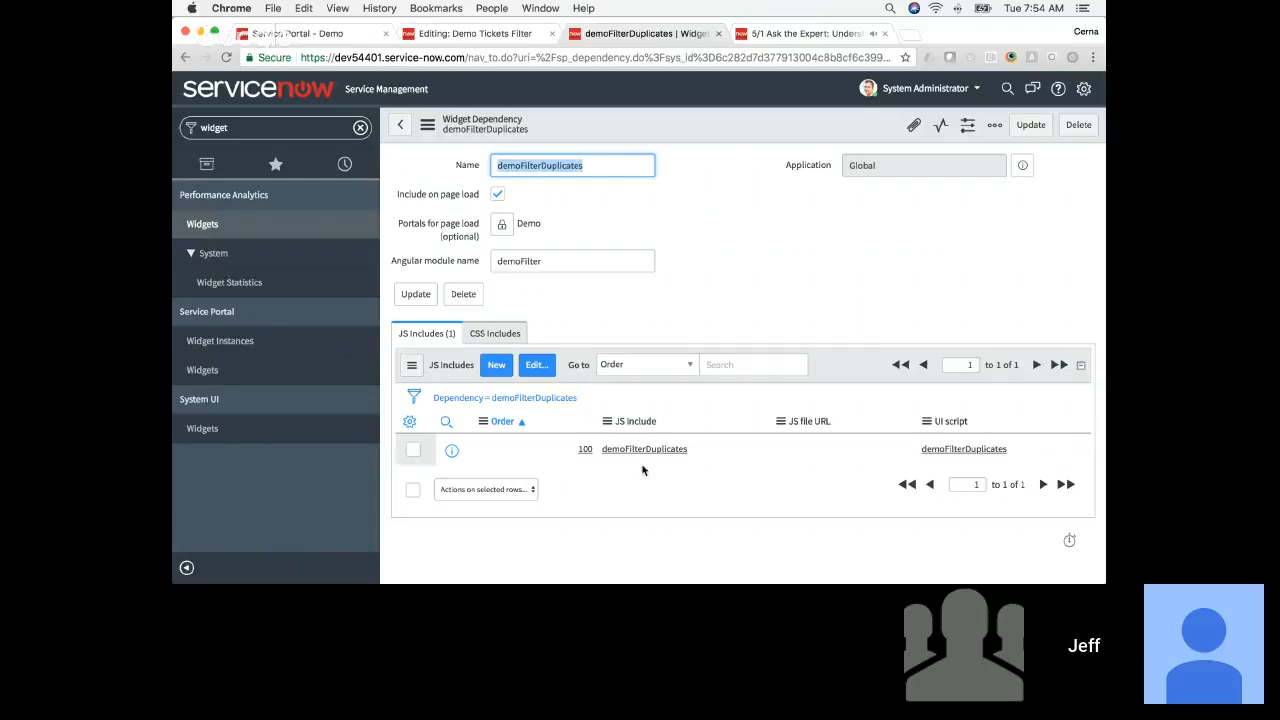 Chrome File Edit View History Bookmarks People Window Help Tue 7:54 AM
Service Portal - Demo
Editing: Demo Tickets Filter
demoFilterDuplicates | Widg
5/1 Ask the Expert: Unders
Cerna
Secure https://dev54401.service-now.com/nav_to.do?uri=%2Fsp_dependency.do%3Fsys_id%3D6c282d7d377913004c8b8cf6c399...
servicenow Service Management
System Administrator
widget
Widget Dependency
demoFilterDuplicates
Update Delete
Performance Analytics
Widgets
System
Widget Statistics
Service Portal
Widget Instances
Widgets
System UI
Widgets
Name demoFilterDuplicates
Application Global
Include on page load
Portals for page load
(optional)
Demo
Angular module name demoFilter
Update Delete
JS Includes (1) CSS Includes
JS Includes New Edit... Go to Order Search 1 to 1 of 1
Dependency = demoFilterDuplicates
Order JS Include JS file URL UI script
100 demoFilterDuplicates demoFilterDuplicates
Actions on selected rows... 1 to 1 of 1
Jeff